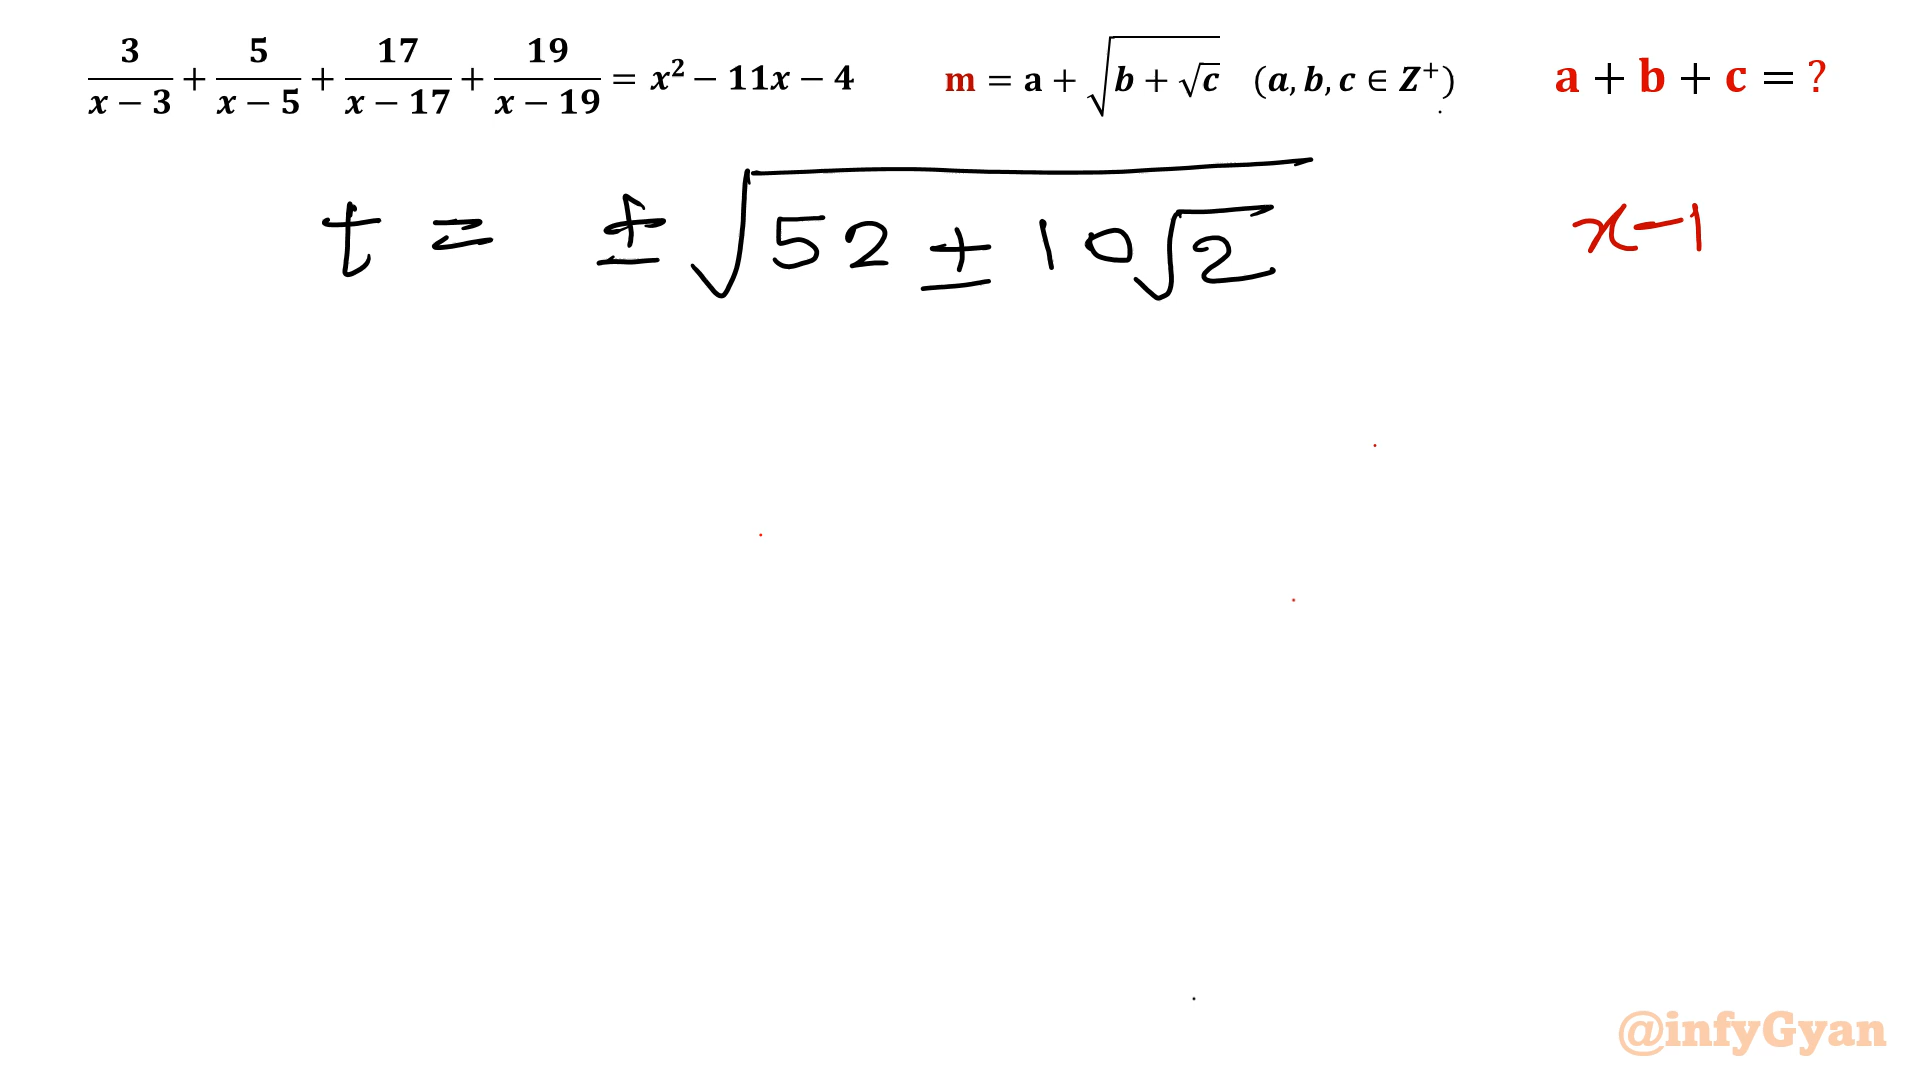 3/(x − 3) + 5/(x − 5) + 17/(x − 17) + 19/(x − 19) = x² − 11x − 4 m = a + √(b + √c) (a, b, c ∈ Z⁺) a + b + c = ?
t = ± √(52 ± 10√2) x−1
@infyGyan